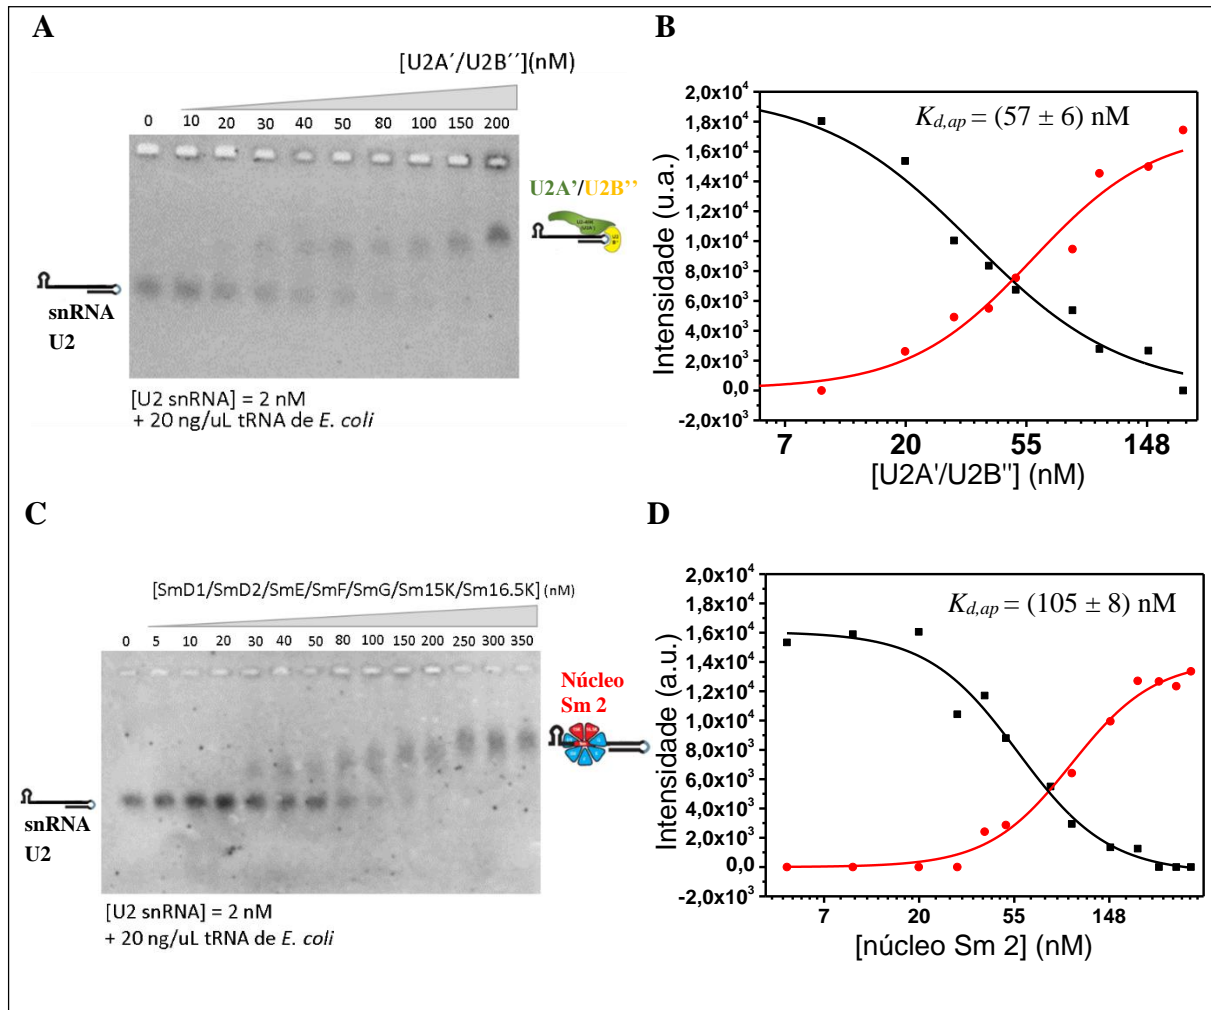 A
[U2A´/U2B´´](nM)
0 10 20 30 40 50 80 100 150 200
U2A’/U2B’’
snRNA
U2
[U2 snRNA] = 2 nM
+ 20 ng/uL tRNA de E. coli
B
Kd,ap = (57 ± 6) nM
Intensidade (u.a.)
2,0x10⁴
1,8x10⁴
1,6x10⁴
1,4x10⁴
1,2x10⁴
1,0x10⁴
8,0x10³
6,0x10³
4,0x10³
2,0x10³
0,0
-2,0x10³
7 20 55 148
[U2A'/U2B"] (nM)
C
[SmD1/SmD2/SmE/SmF/SmG/Sm15K/Sm16.5K] (nM)
0 5 10 20 30 40 50 80 100 150 200 250 300 350
Núcleo
Sm 2
snRNA
U2
[U2 snRNA] = 2 nM
+ 20 ng/uL tRNA de E. coli
D
Kd,ap = (105 ± 8) nM
Intensidade (a.u.)
2,0x10⁴
1,8x10⁴
1,6x10⁴
1,4x10⁴
1,2x10⁴
1,0x10⁴
8,0x10³
6,0x10³
4,0x10³
2,0x10³
0,0
-2,0x10³
7 20 55 148
[núcleo Sm 2] (nM)